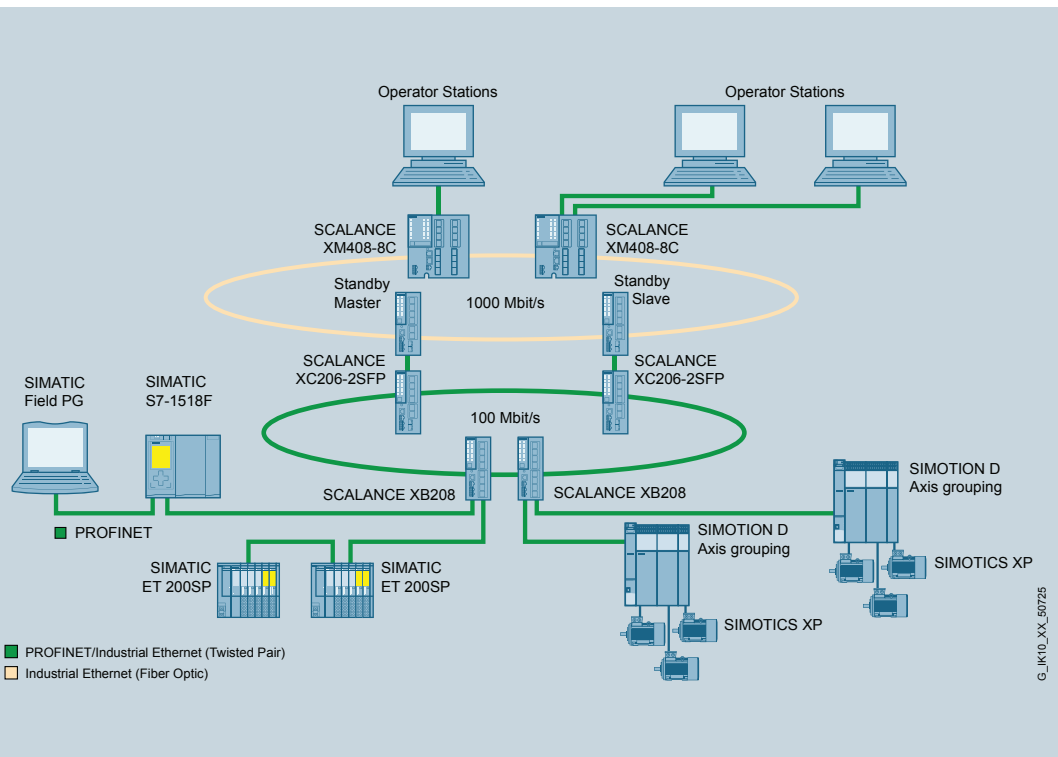 Operator Stations
Operator Stations
SCALANCE
XM408-8C
SCALANCE
XM408-8C
Standby
Master
1000 Mbit/s
Standby
Slave
SCALANCE
XC206-2SFP
SCALANCE
XC206-2SFP
SIMATIC
Field PG
SIMATIC
S7-1518F
100 Mbit/s
SCALANCE XB208
SCALANCE XB208
SIMOTION D
Axis grouping
PROFINET
SIMOTION D
Axis grouping
SIMATIC
ET 200SP
SIMATIC
ET 200SP
SIMOTICS XP
SIMOTICS XP
PROFINET/Industrial Ethernet (Twisted Pair)
Industrial Ethernet (Fiber Optic)
G_IK10_XX_50725